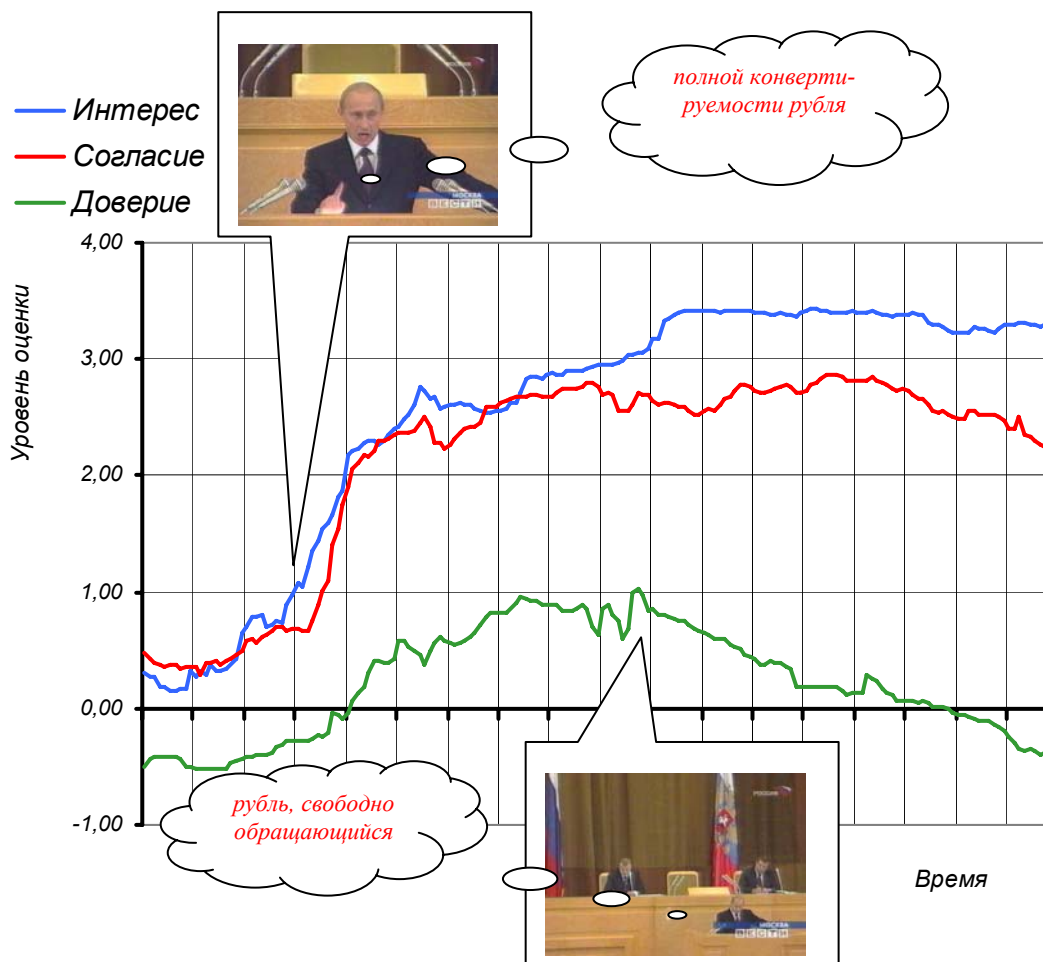 полной конверти-
руемости рубля
Интерес
Согласие
Доверие
МОСКВА
ВЕСТИ
4,00
3,00
2,00
1,00
0,00
-1,00
Уровень оценки
рубль, свободно
обращающийся
РОССИЯ
МОСКВА
ВЕСТИ
Время